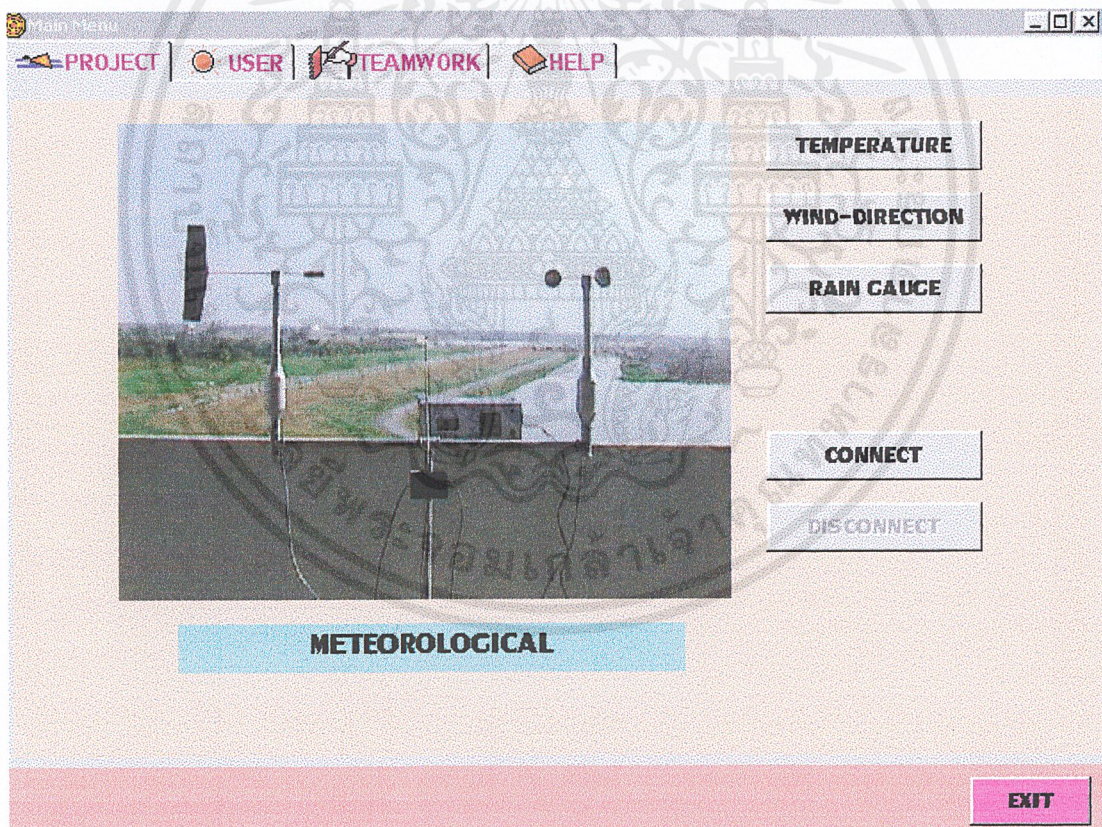 Main Menu
PROJECT USER TEAMWORK HELP
TEMPERATURE
WIND-DIRECTION
RAIN GAUGE
CONNECT
DISCONNECT
METEOROLOGICAL
EXIT